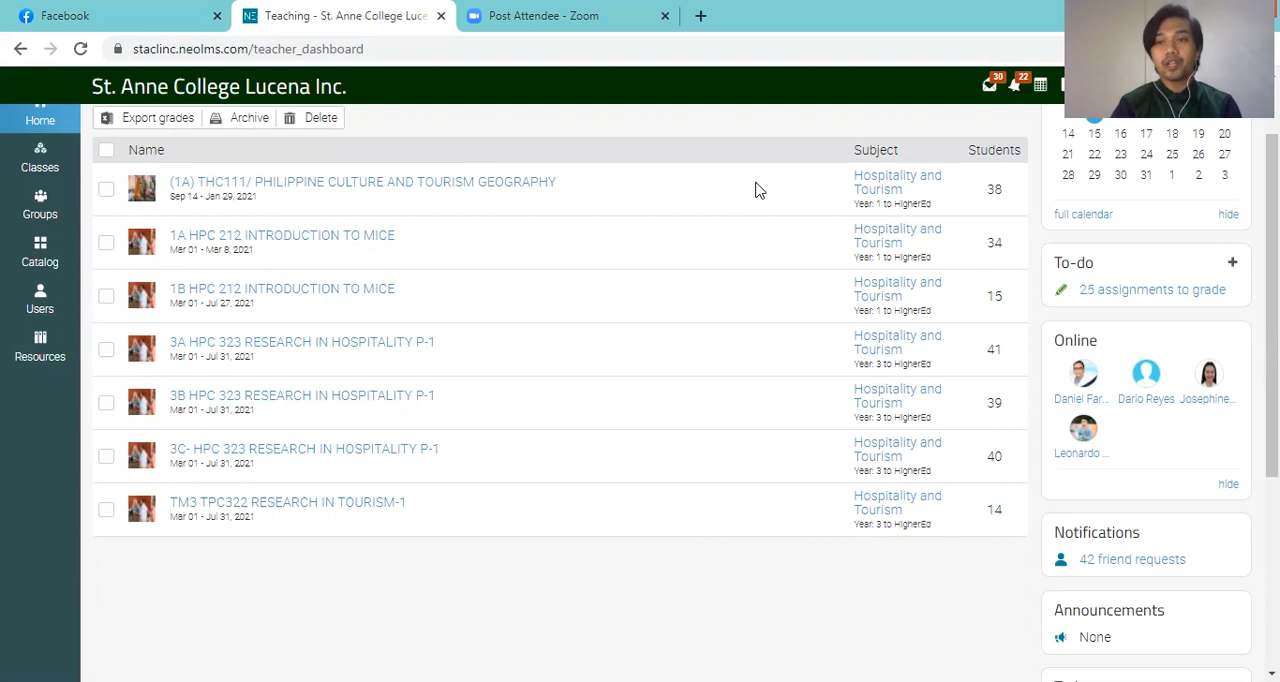 Facebook
Teaching - St. Anne College Luce
Post Attendee - Zoom
staclinc.neolms.com/teacher_dashboard
St. Anne College Lucena Inc.
30
22
Home
Classes
Groups
Catalog
Users
Resources
Export grades
Archive
Delete
Name
Subject
Students
(1A) THC111/ PHILIPPINE CULTURE AND TOURISM GEOGRAPHY
Sep 14 - Jan 29, 2021
Hospitality and
Tourism
Year: 1 to HigherEd
38
1A HPC 212 INTRODUCTION TO MICE
Mar 01 - Mar 8, 2021
Hospitality and
Tourism
Year: 1 to HigherEd
34
1B HPC 212 INTRODUCTION TO MICE
Mar 01 - Jul 27, 2021
Hospitality and
Tourism
Year: 1 to HigherEd
15
3A HPC 323 RESEARCH IN HOSPITALITY P-1
Mar 01 - Jul 31, 2021
Hospitality and
Tourism
Year: 3 to HigherEd
41
3B HPC 323 RESEARCH IN HOSPITALITY P-1
Mar 01 - Jul 31, 2021
Hospitality and
Tourism
Year: 3 to HigherEd
39
3C- HPC 323 RESEARCH IN HOSPITALITY P-1
Mar 01 - Jul 31, 2021
Hospitality and
Tourism
Year: 3 to HigherEd
40
TM3 TPC322 RESEARCH IN TOURISM-1
Mar 01 - Jul 31, 2021
Hospitality and
Tourism
Year: 3 to HigherEd
14
14 15 16 17 18 19 20
21 22 23 24 25 26 27
28 29 30 31 1 2 3
full calendar hide
To-do
25 assignments to grade
Online
Daniel Far... Dario Reyes Josephine...
Leonardo ...
hide
Notifications
42 friend requests
Announcements
None